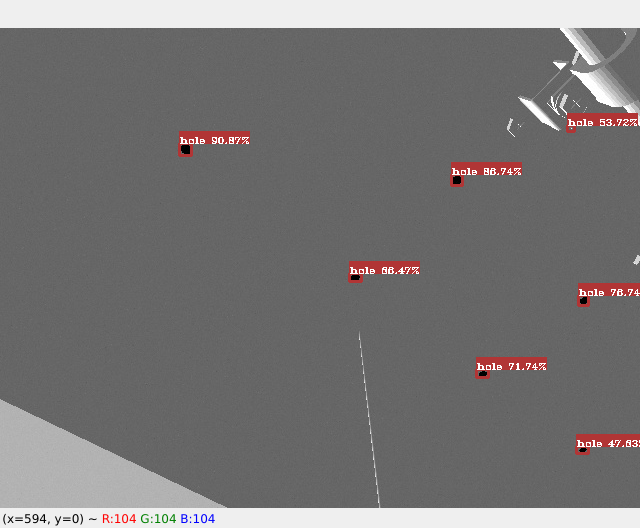 hole 53.72%
hole 90.87%
hole 86.74%
hole 66.47%
hole 76.74
hole 71.74%
hole 47.63%
(x=594, y=0) ~ R:104 G:104 B:104